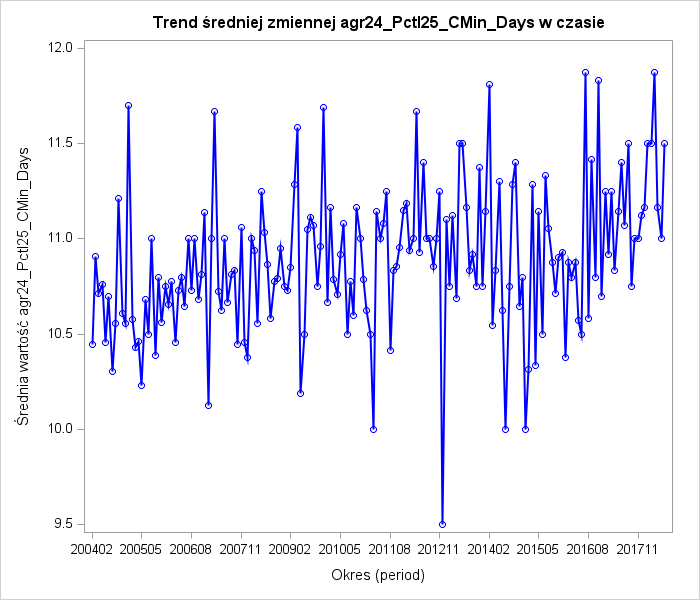 Trend średniej zmiennej agr24_Pctl25_CMin_Days w czasie
12.0
11.5
11.0
10.5
10.0
9.5
Średnia wartość agr24_Pctl25_CMin_Days
200402 200505 200608 200711 200902 201005 201108 201211 201402 201505 201608 201711
Okres (period)